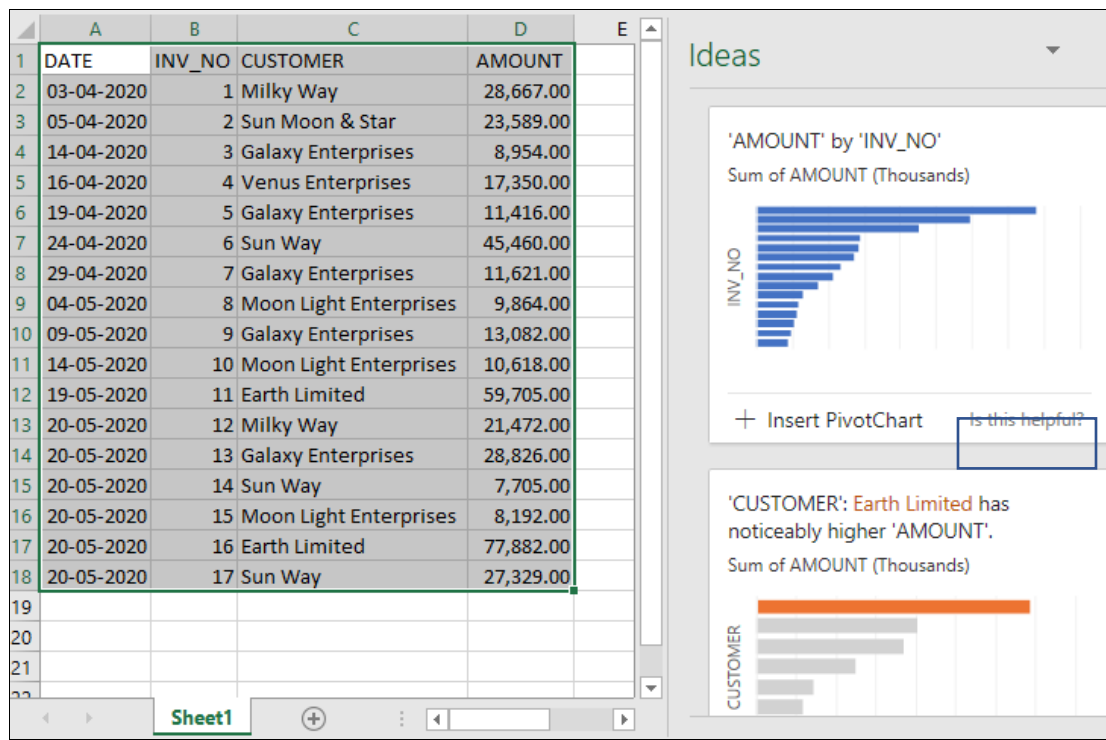 A B C D E
1 DATE INV_NO CUSTOMER AMOUNT
2 03-04-2020 1 Milky Way 28,667.00
3 05-04-2020 2 Sun Moon & Star 23,589.00
4 14-04-2020 3 Galaxy Enterprises 8,954.00
5 16-04-2020 4 Venus Enterprises 17,350.00
6 19-04-2020 5 Galaxy Enterprises 11,416.00
7 24-04-2020 6 Sun Way 45,460.00
8 29-04-2020 7 Galaxy Enterprises 11,621.00
9 04-05-2020 8 Moon Light Enterprises 9,864.00
10 09-05-2020 9 Galaxy Enterprises 13,082.00
11 14-05-2020 10 Moon Light Enterprises 10,618.00
12 19-05-2020 11 Earth Limited 59,705.00
13 20-05-2020 12 Milky Way 21,472.00
14 20-05-2020 13 Galaxy Enterprises 28,826.00
15 20-05-2020 14 Sun Way 7,705.00
16 20-05-2020 15 Moon Light Enterprises 8,192.00
17 20-05-2020 16 Earth Limited 77,882.00
18 20-05-2020 17 Sun Way 27,329.00
19
20
21
22
Sheet1
Ideas
'AMOUNT' by 'INV_NO'
Sum of AMOUNT (Thousands)
INV_NO
Insert PivotChart Is this helpful?
'CUSTOMER': Earth Limited has
noticeably higher 'AMOUNT'.
Sum of AMOUNT (Thousands)
CUSTOMER